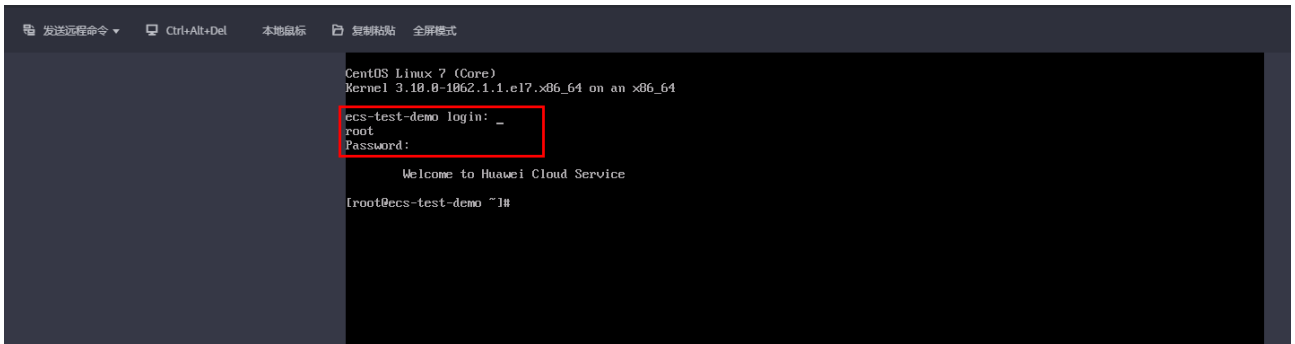 发送远程命令 Ctrl+Alt+Del 本地鼠标 复制粘贴 全屏模式
CentOS Linux 7 (Core)
Kernel 3.10.0-1062.1.1.el7.x86_64 on an x86_64
ecs-test-demo login: _
root
Password:
Welcome to Huawei Cloud Service
[root@ecs-test-demo ~]#